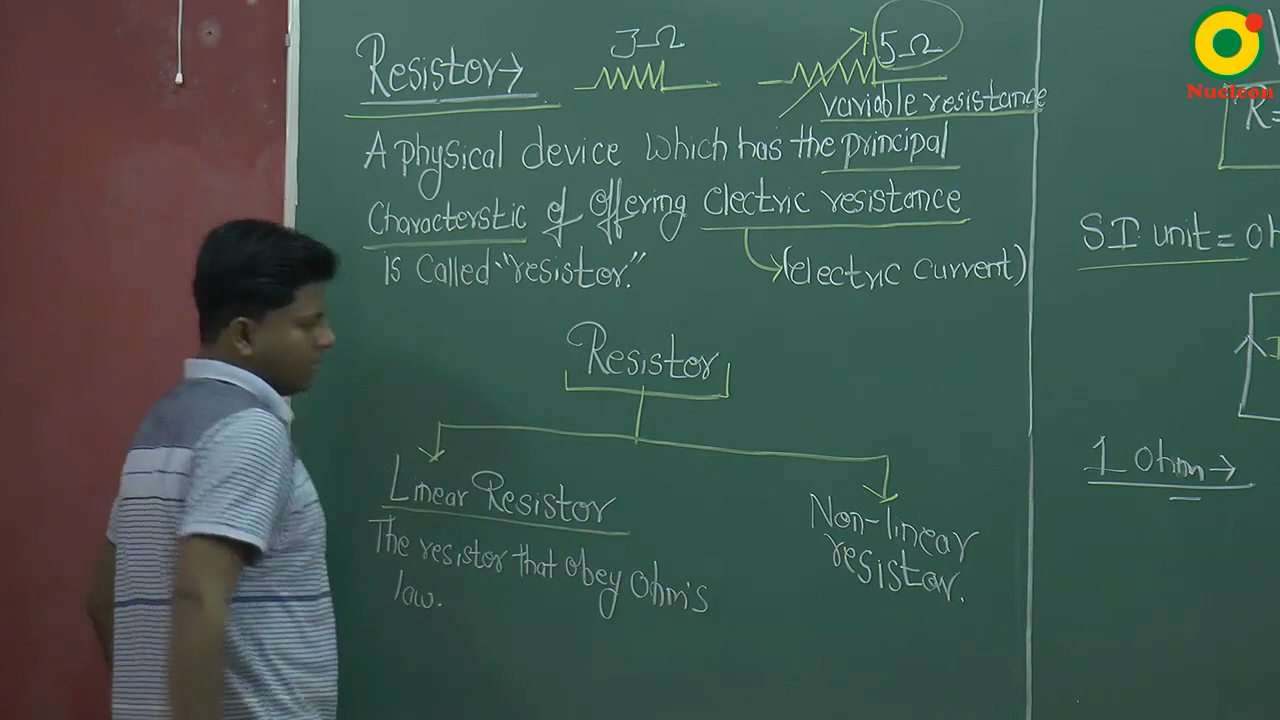 Resistor→
3Ω
5Ω
variable resistance
A physical device which has the principal
Characterstic of offering electric resistance
is called "resistor."
(electric current)
Resistor
Linear Resistor
The resistor that obey Ohm's
law.
Non-linear
resistor.
Nucleon
R=
SI unit =
1 Ohm →